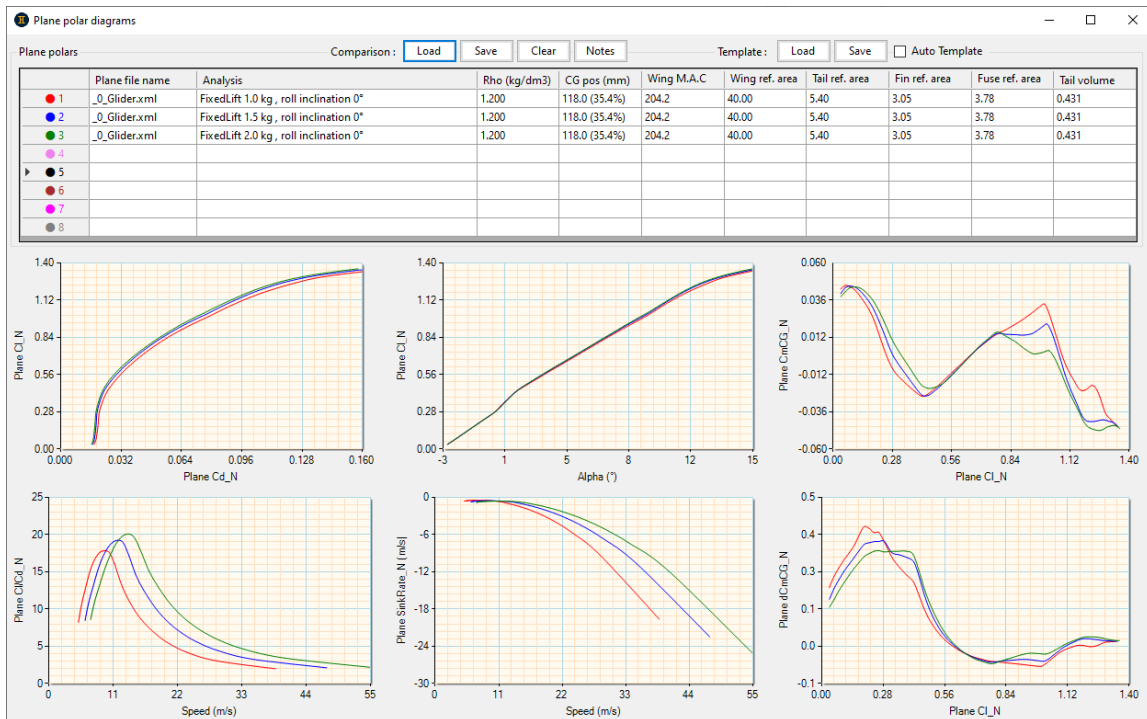 Plane polar diagrams
Plane polars Comparison : Load Save Clear Notes Template : Load Save Auto Template
Plane file name Analysis Rho (kg/dm3) CG pos (mm) Wing M.A.C Wing ref. area Tail ref. area Fin ref. area Fuse ref. area Tail volume
1 _0_Glider.xml FixedLift 1.0 kg , roll inclination 0° 1.200 118.0 (35.4%) 204.2 40.00 5.40 3.05 3.78 0.431
2 _0_Glider.xml FixedLift 1.5 kg , roll inclination 0° 1.200 118.0 (35.4%) 204.2 40.00 5.40 3.05 3.78 0.431
3 _0_Glider.xml FixedLift 2.0 kg , roll inclination 0° 1.200 118.0 (35.4%) 204.2 40.00 5.40 3.05 3.78 0.431
4
5
6
7
8
Plane Cl_N
1.40
1.12
0.84
0.56
0.28
0.00
0.000 0.032 0.064 0.096 0.128 0.160
Plane Cd_N
Plane Cl_N
1.40
1.12
0.84
0.56
0.28
0.00
-3 1 5 8 12 15
Alpha (°)
Plane CmCG_N
0.060
0.036
0.012
-0.012
-0.036
-0.060
0.00 0.28 0.56 0.84 1.12 1.40
Plane Cl_N
Plane Cl/Cd_N
25
20
15
10
5
0
0 11 22 33 44 55
Speed (m/s)
Plane SinkRate_N [m/s]
0
-6
-12
-18
-24
-30
0 11 22 33 44 55
Speed (m/s)
Plane dCmCG_N
0.5
0.4
0.3
0.1
0.0
-0.1
0.00 0.28 0.56 0.84 1.12 1.40
Plane Cl_N